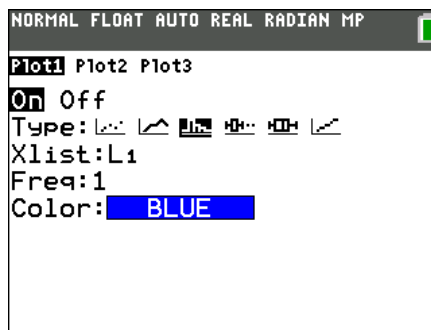 NORMAL FLOAT AUTO REAL RADIAN MP
Plot1 Plot2 Plot3
On Off
Type:
Xlist:L₁
Freq:1
Color: BLUE